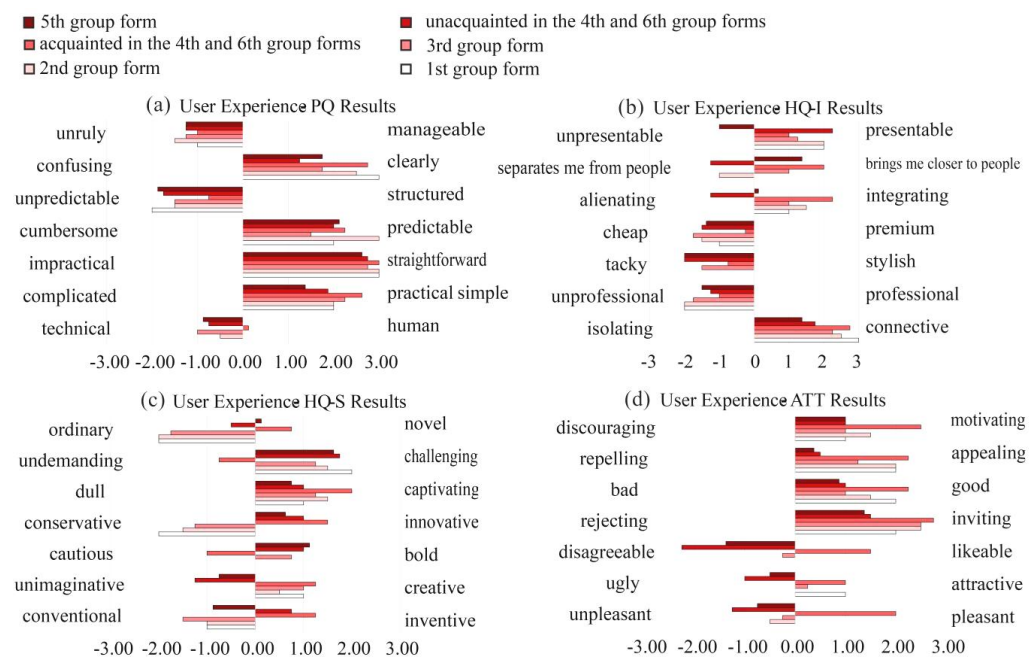 5th group form
unacquainted in the 4th and 6th group forms
acquainted in the 4th and 6th group forms
3rd group form
2nd group form
1st group form
(a) User Experience PQ Results
unruly manageable
confusing clearly
unpredictable structured
cumbersome predictable
impractical straightforward
complicated practical simple
technical human
-3.00 -2.00 -1.00 0.00 1.00 2.00 3.00
(b) User Experience HQ-I Results
unpresentable presentable
separates me from people brings me closer to people
alienating integrating
cheap premium
tacky stylish
unprofessional professional
isolating connective
-3 -2 -1 0 1 2 3
(c) User Experience HQ-S Results
ordinary novel
undemanding challenging
dull captivating
conservative innovative
cautious bold
unimaginative creative
conventional inventive
-3.00 -2.00 -1.00 0.00 1.00 2.00 3.00
(d) User Experience ATT Results
discouraging motivating
repelling appealing
bad good
rejecting inviting
disagreeable likeable
ugly attractive
unpleasant pleasant
-3.00 -2.00 -1.00 0.00 1.00 2.00 3.00